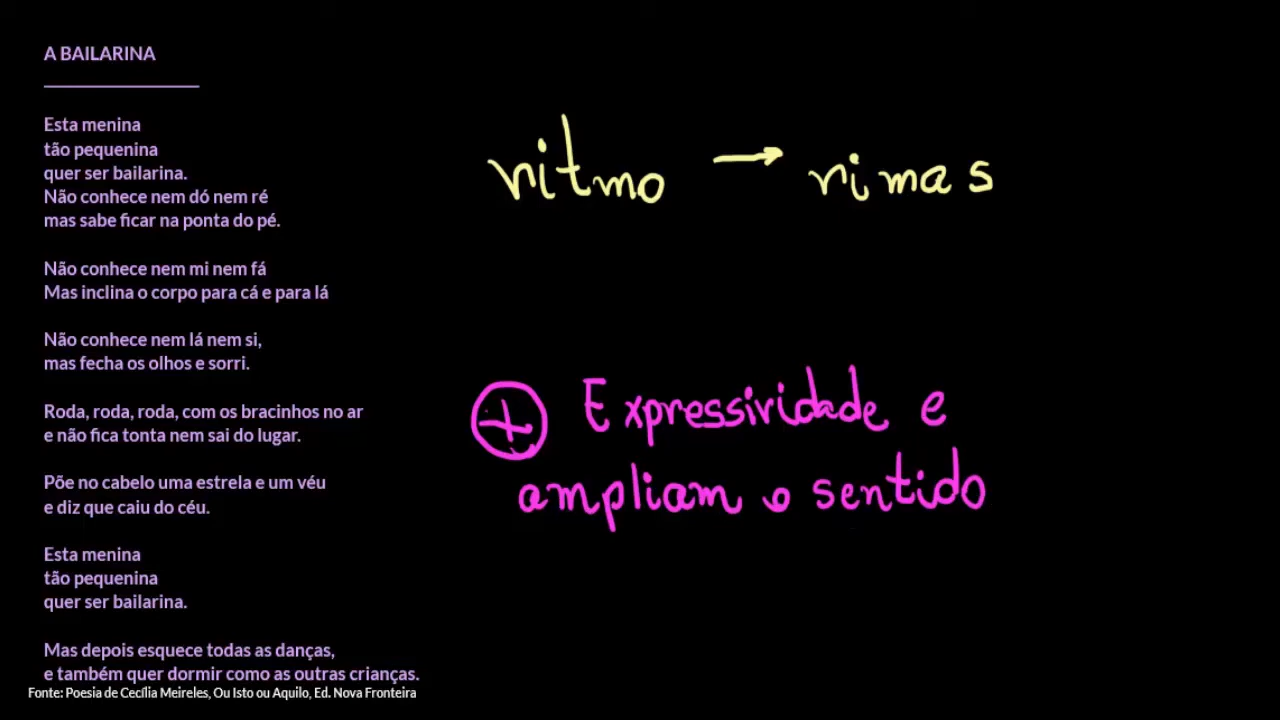 A BAILARINA
Esta menina
tão pequenina
quer ser bailarina.
Não conhece nem dó nem ré
mas sabe ficar na ponta do pé.
Não conhece nem mi nem fá
Mas inclina o corpo para cá e para lá
Não conhece nem lá nem si,
mas fecha os olhos e sorri.
Roda, roda, roda, com os bracinhos no ar
e não fica tonta nem sai do lugar.
Põe no cabelo uma estrela e um véu
e diz que caiu do céu.
Esta menina
tão pequenina
quer ser bailarina.
Mas depois esquece todas as danças,
e também quer dormir como as outras crianças.
Fonte: Poesia de Cecília Meireles, Ou Isto ou Aquilo, Ed. Nova Fronteira
ritmo → rimas
+ Expressividade e
ampliam o sentido